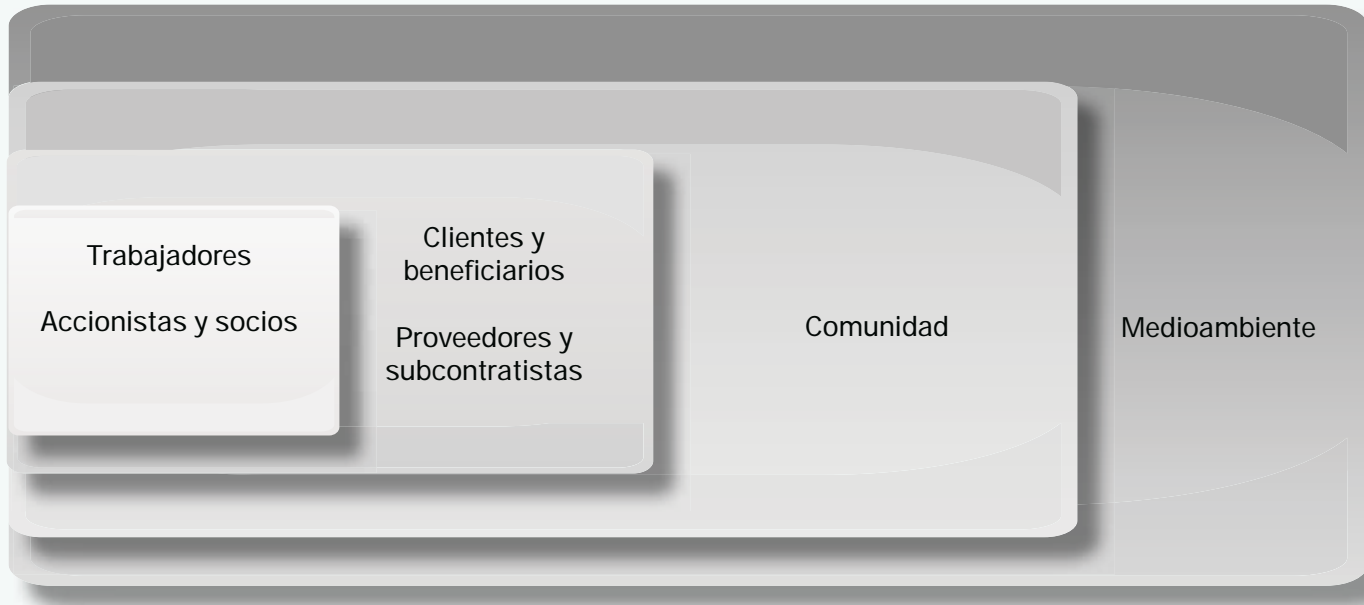 Trabajadores
Accionistas y socios
Clientes y
beneficiarios
Proveedores y
subcontratistas
Comunidad
Medioambiente